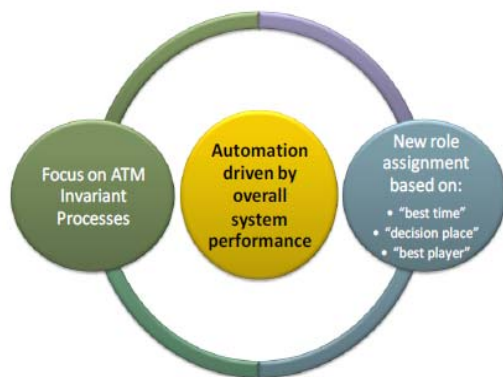 Focus on ATM
Invariant
Processes
Automation
driven by
overall
system
performance
New role
assignment
based on:
• “best time”
• “decision place”
• “best player”